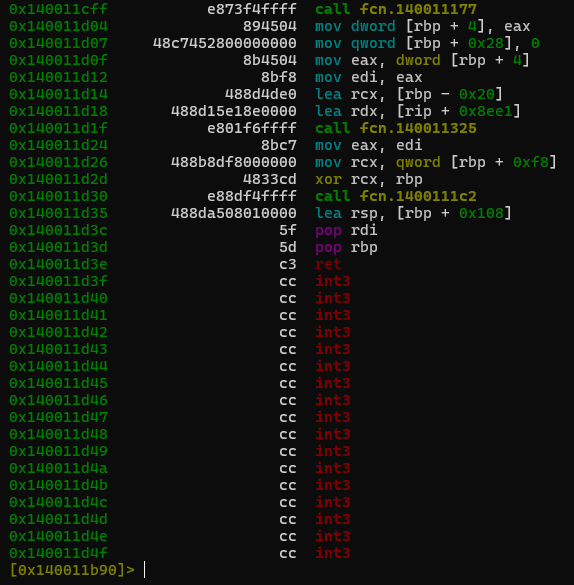 0x140011cff e873f4ffff call fcn.140011177
0x140011d04 894504 mov dword [rbp + 4], eax
0x140011d07 48c7452800000000 mov qword [rbp + 0x28], 0
0x140011d0f 8b4504 mov eax, dword [rbp + 4]
0x140011d12 8bf8 mov edi, eax
0x140011d14 488d4de0 lea rcx, [rbp - 0x20]
0x140011d18 488d15e18e0000 lea rdx, [rip + 0x8ee1]
0x140011d1f e801f6ffff call fcn.140011325
0x140011d24 8bc7 mov eax, edi
0x140011d26 488b8df8000000 mov rcx, qword [rbp + 0xf8]
0x140011d2d 4833cd xor rcx, rbp
0x140011d30 e88df4ffff call fcn.1400111c2
0x140011d35 488da508010000 lea rsp, [rbp + 0x108]
0x140011d3c 5f pop rdi
0x140011d3d 5d pop rbp
0x140011d3e c3 ret
0x140011d3f cc int3
0x140011d40 cc int3
0x140011d41 cc int3
0x140011d42 cc int3
0x140011d43 cc int3
0x140011d44 cc int3
0x140011d45 cc int3
0x140011d46 cc int3
0x140011d47 cc int3
0x140011d48 cc int3
0x140011d49 cc int3
0x140011d4a cc int3
0x140011d4b cc int3
0x140011d4c cc int3
0x140011d4d cc int3
0x140011d4e cc int3
0x140011d4f cc int3
[0x140011b90]>